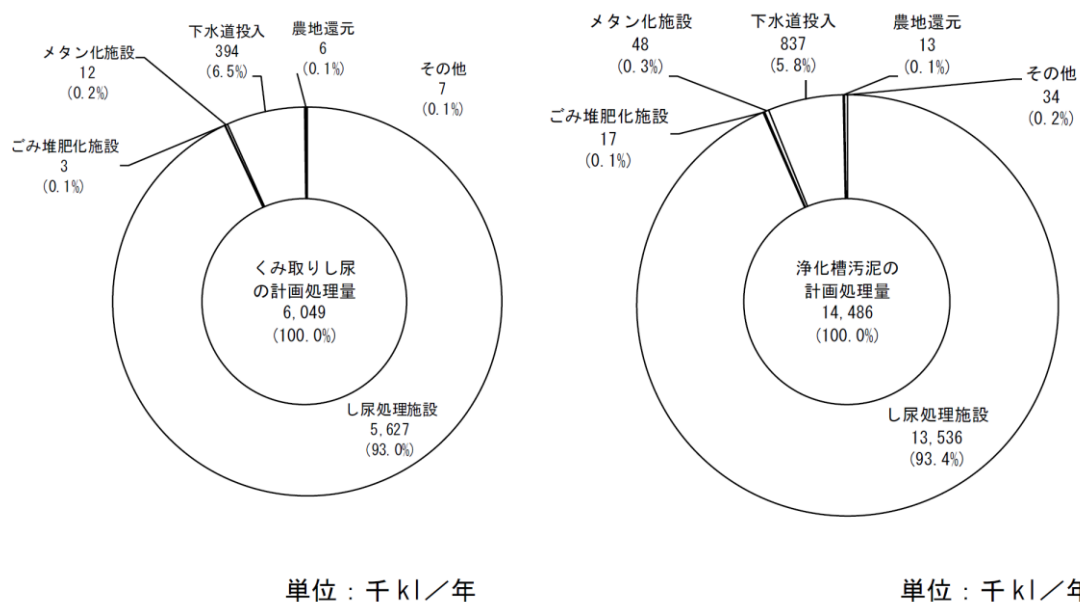 メタン化施設
12
(0.2%)
下水道投入
394
(6.5%)
農地還元
6
(0.1%)
その他
7
(0.1%)
ごみ堆肥化施設
3
(0.1%)
くみ取りし尿
の計画処理量
6,049
(100.0%)
し尿処理施設
5,627
(93.0%)
単位：千kl／年
メタン化施設
48
(0.3%)
下水道投入
837
(5.8%)
農地還元
13
(0.1%)
その他
34
(0.2%)
ごみ堆肥化施設
17
(0.1%)
浄化槽汚泥の
計画処理量
14,486
(100.0%)
し尿処理施設
13,536
(93.4%)
単位：千kl／年